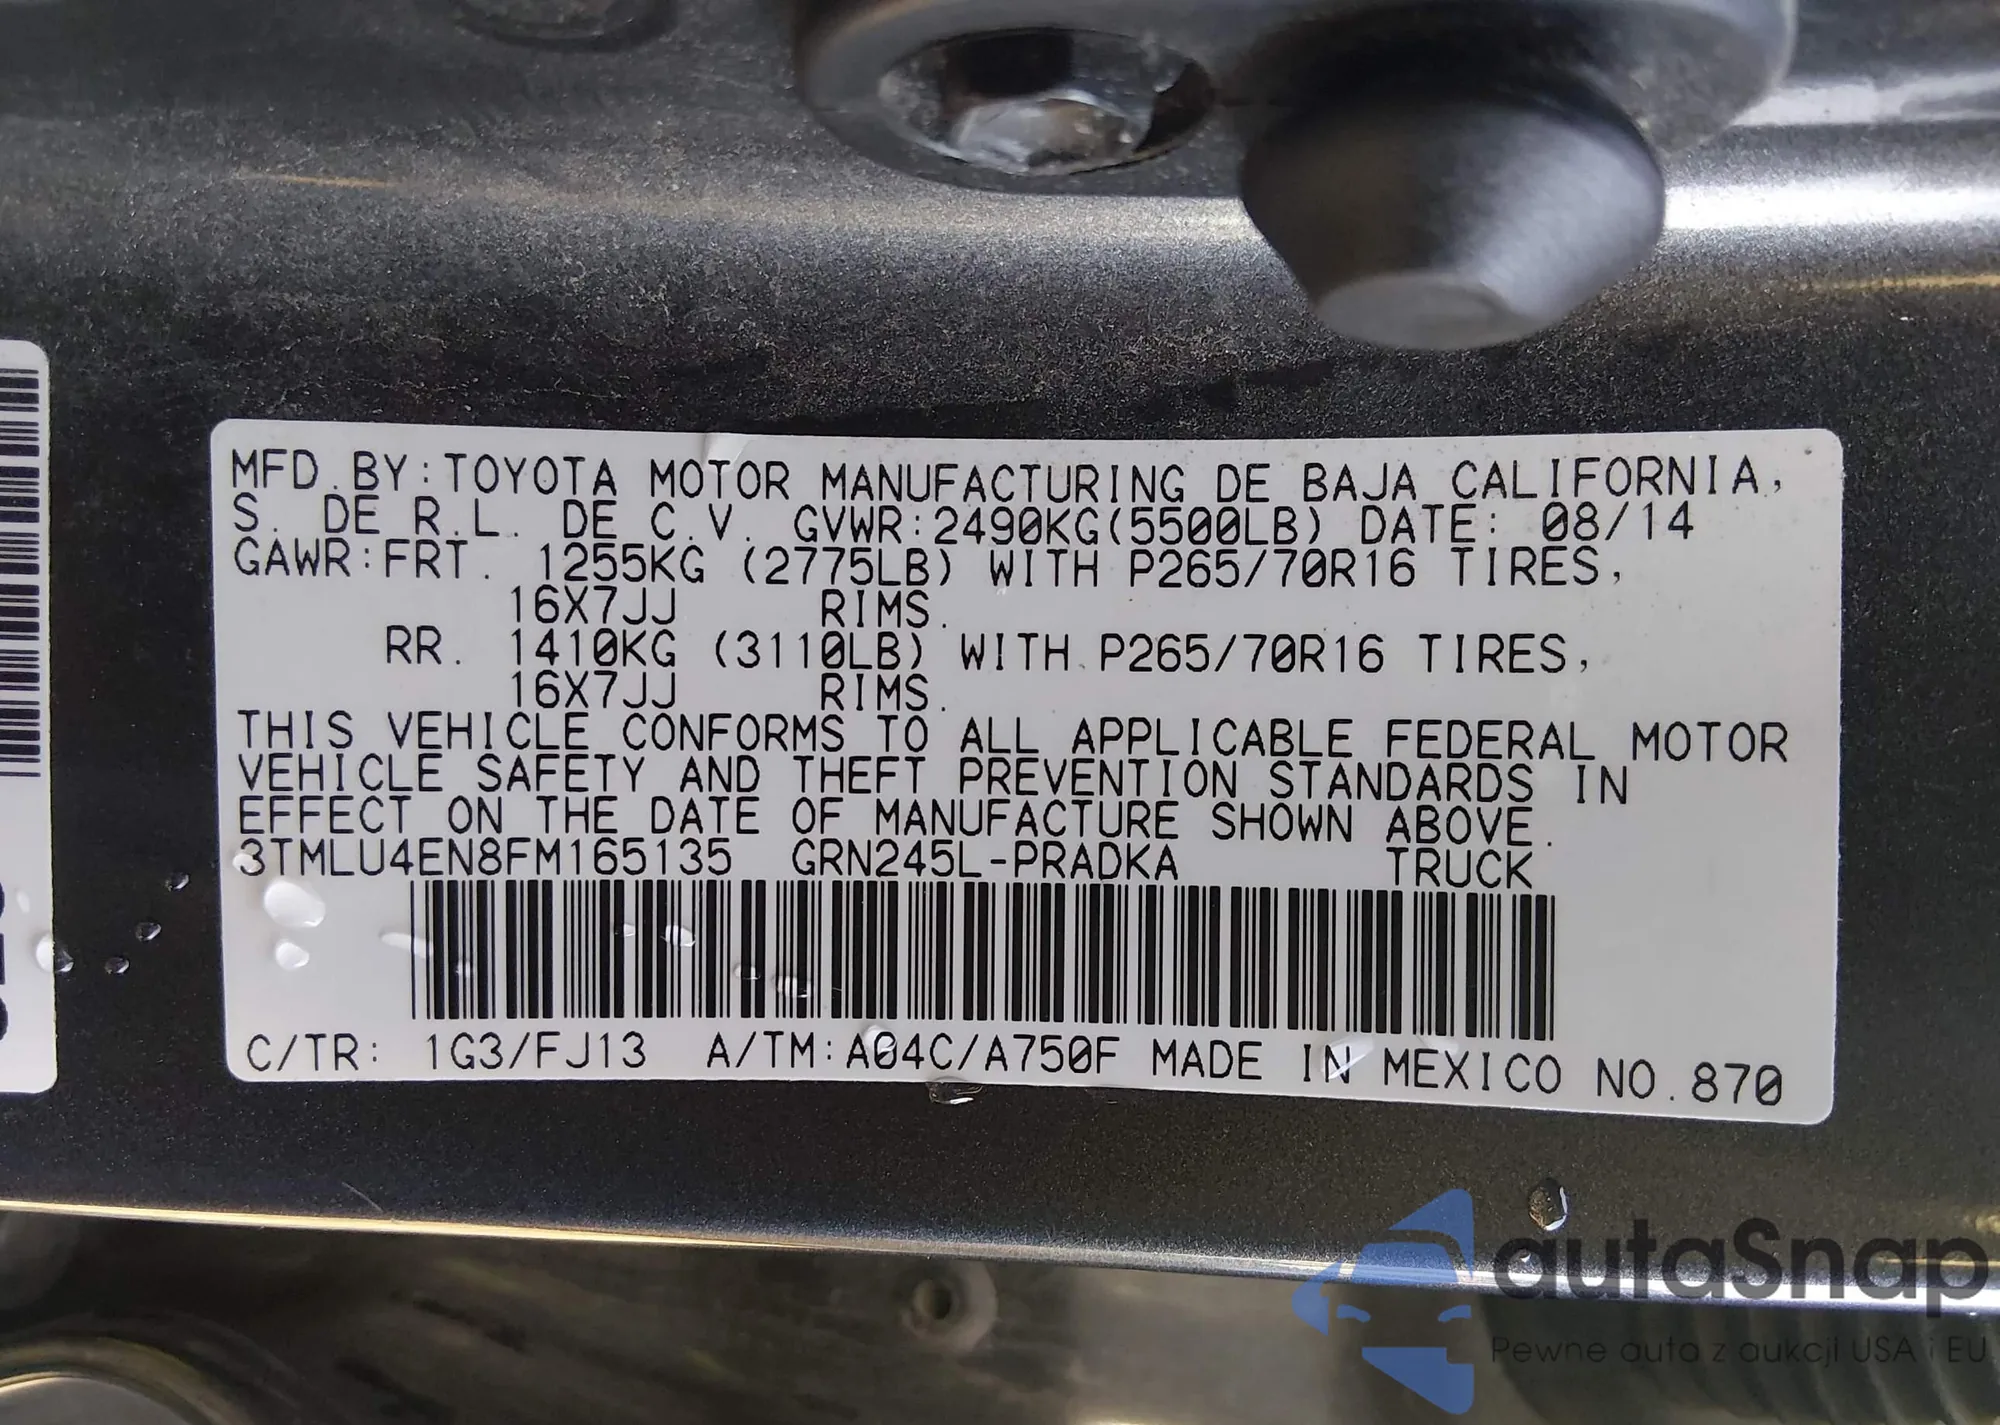 MFD.BY:TOYOTA MOTOR MANUFACTURING DE BAJA CALIFORNIA,
S. DE R.L. DE C.V. GVWR:2490KG(5500LB) DATE: 08/14
GAWR:FRT. 1255KG (2775LB) WITH P265/70R16 TIRES,
16X7JJ RIMS.
RR. 1410KG (3110LB) WITH P265/70R16 TIRES,
16X7JJ RIMS.
THIS VEHICLE CONFORMS TO ALL APPLICABLE FEDERAL MOTOR
VEHICLE SAFETY AND THEFT PREVENTION STANDARDS IN
EFFECT ON THE DATE OF MANUFACTURE SHOWN ABOVE.
3TMLU4EN8FM165135 GRN245L-PRADKA TRUCK
C/TR: 1G3/FJ13 A/TM:A04C/A750F MADE IN MEXICO NO.870
autaSnap
Pewne auta z aukcji USA i EU